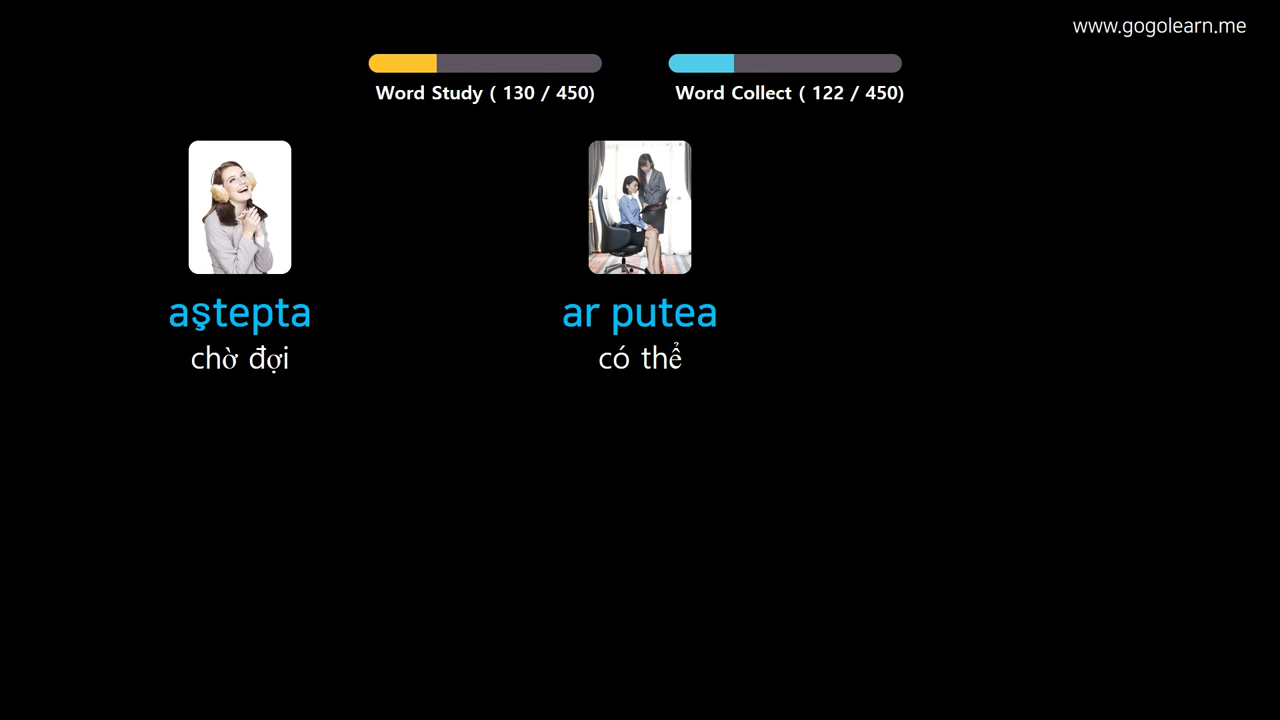 www.gogolearn.me
Word Study ( 130 / 450)
Word Collect ( 122 / 450)
aştepta
ar putea
chờ đợi
có thể